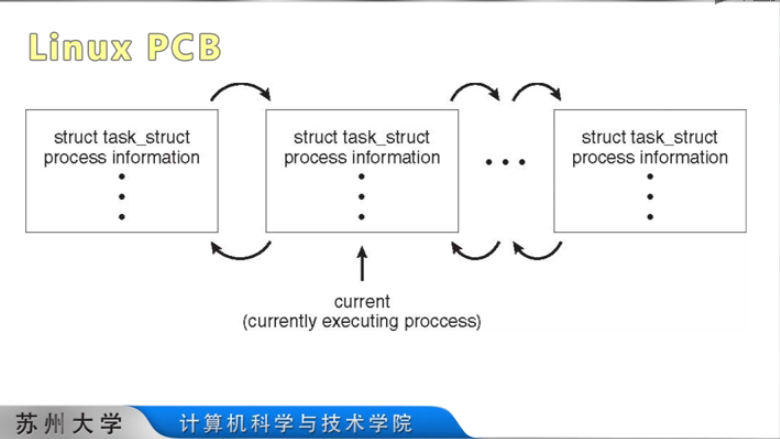 Linux PCB
struct task_struct
process information
struct task_struct
process information
struct task_struct
process information
current
(currently executing proccess)
苏州大学
计算机科学与技术学院